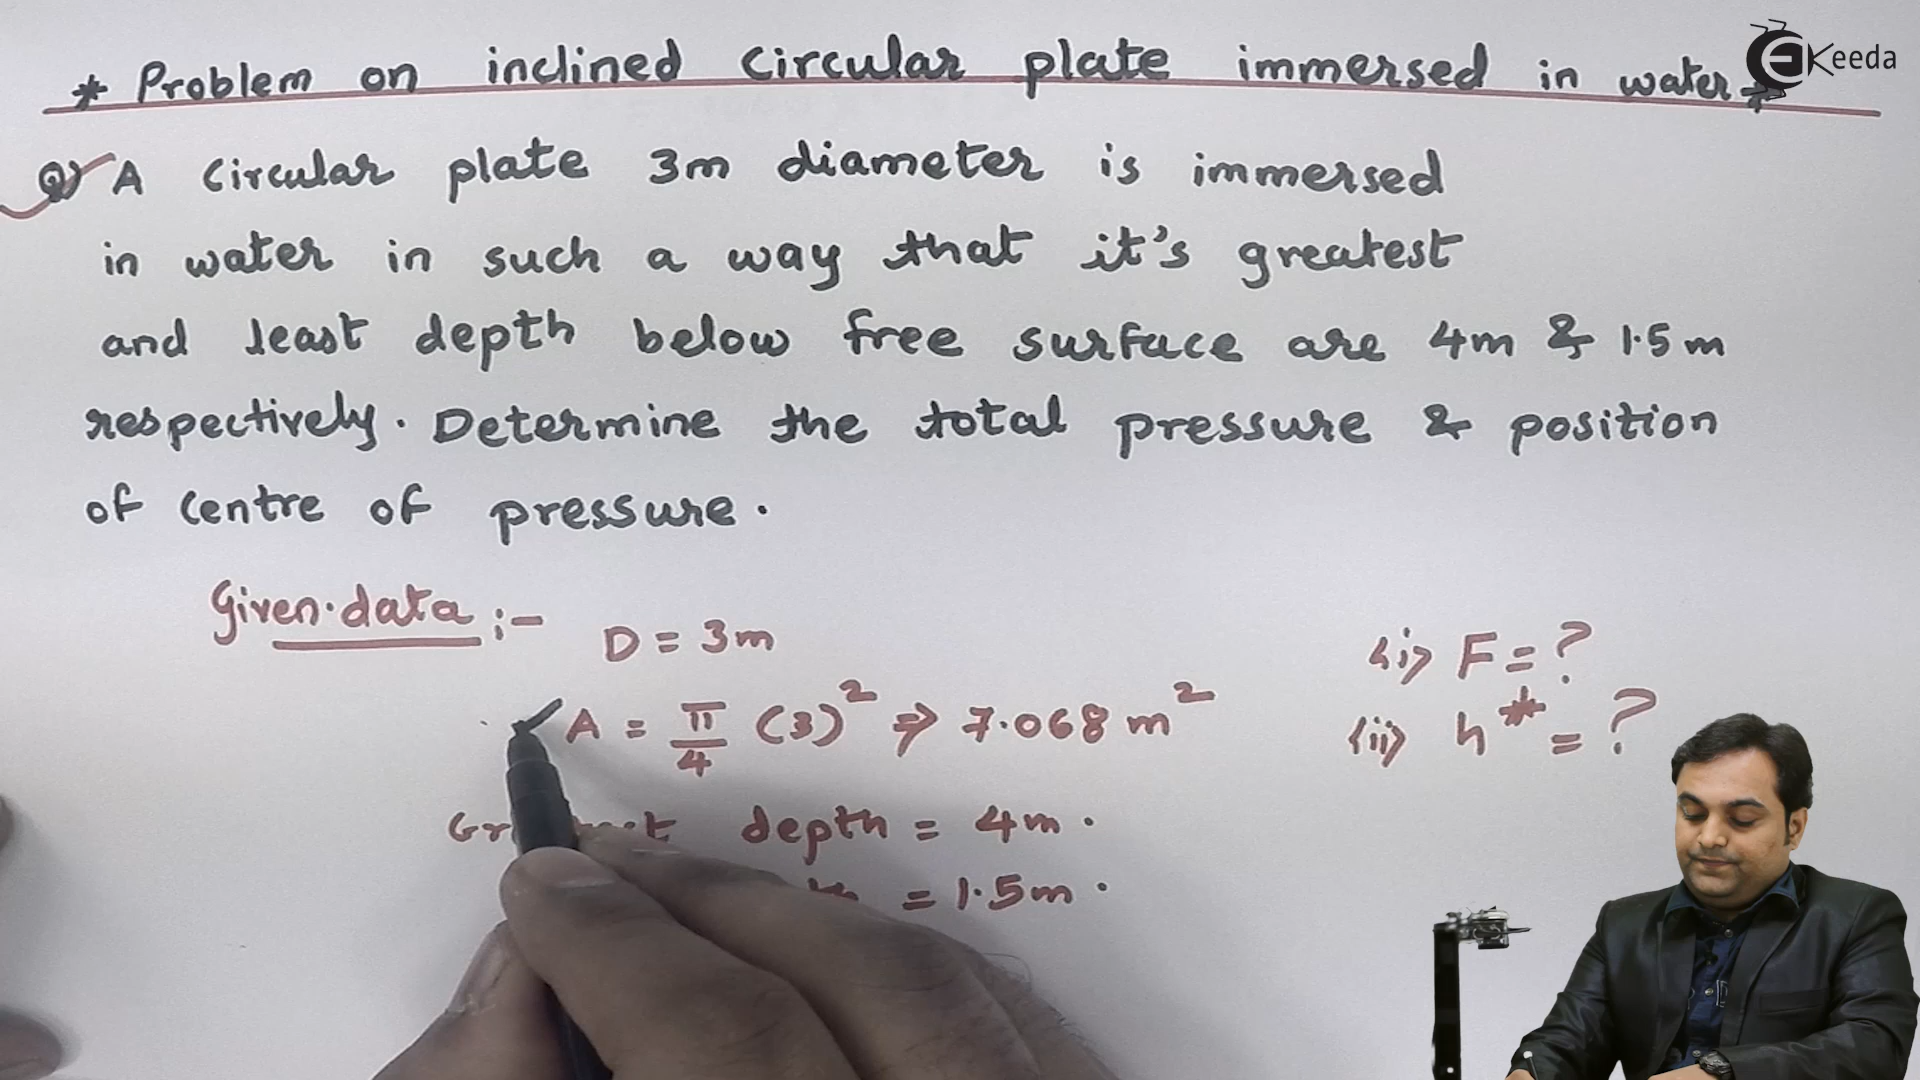 * Problem on inclined circular plate immersed in water *
EKeeda
Q) A circular plate 3m diameter is immersed
in water in such a way that it's greatest
and least depth below free surface are 4m & 1.5m
respectively. Determine the total pressure & position
of centre of pressure.
Given data :-
D = 3m
A = π/4 (3)² ⇒ 7.068 m²
depth = 4m.
= 1.5m.
(i) F = ?
(ii) h* = ?